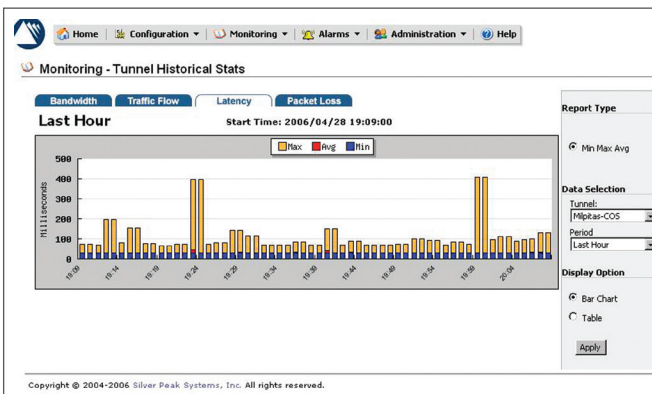 Home | Configuration | Monitoring | Alarms | Administration | Help
Monitoring - Tunnel Historical Stats
Bandwidth Traffic Flow Latency Packet Loss
Last Hour Start Time: 2006/04/28 19:09:00
Max Avg Min
Milliseconds
500
400
300
200
100
0
19:09 19:14 19:19 19:24 19:29 19:34 19:39 19:44 19:49 19:54 19:59 20:04
Report Type
Min Max Avg
Data Selection
Tunnel:
Milpitas-COS
Period
Last Hour
Display Option
Bar Chart
Table
Apply
Copyright © 2004-2006 Silver Peak Systems, Inc. All rights reserved.